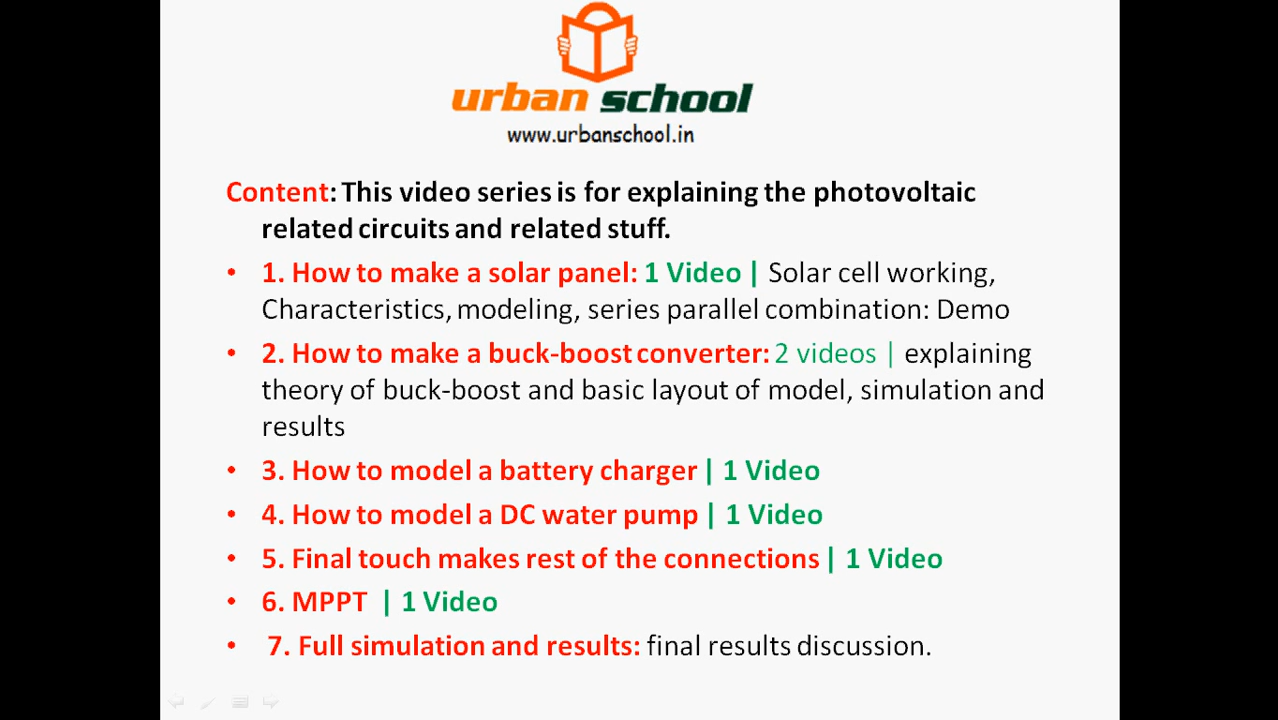 urban school
www.urbanschool.in
Content: This video series is for explaining the photovoltaic
related circuits and related stuff.
• 1. How to make a solar panel: 1 Video | Solar cell working,
Characteristics, modeling, series parallel combination: Demo
• 2. How to make a buck-boost converter: 2 videos | explaining
theory of buck-boost and basic layout of model, simulation and
results
• 3. How to model a battery charger | 1 Video
• 4. How to model a DC water pump | 1 Video
• 5. Final touch makes rest of the connections | 1 Video
• 6. MPPT | 1 Video
• 7. Full simulation and results: final results discussion.